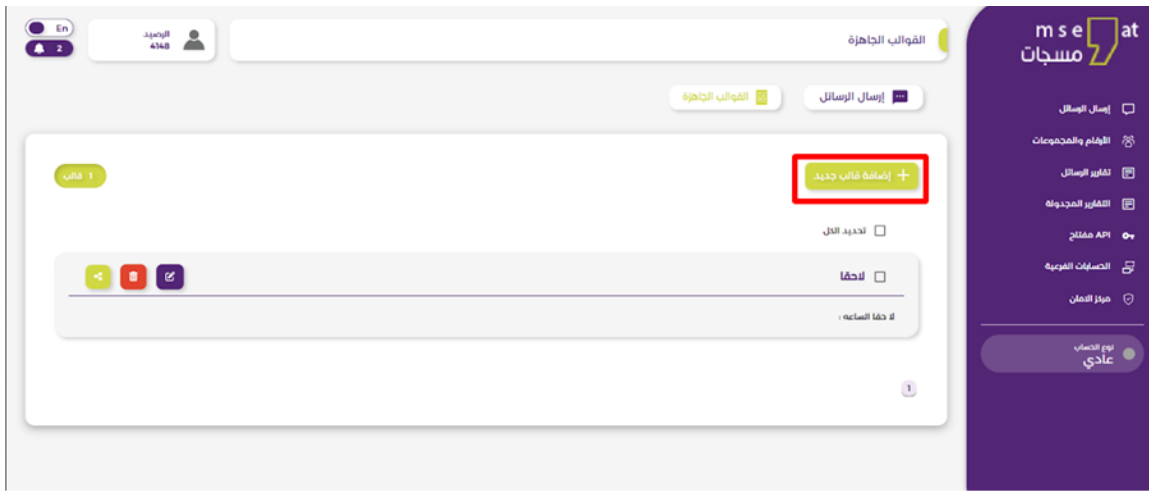 mse at
مسجات
إرسال الرسائل
الأرقام والمجموعات
تقارير الرسائل
التقارير المجدولة
API مفتاح
الحسابات الفرعية
مركز الامان
نوع الحساب
عادي
القوالب الجاهزة
الرصيد
4148
En
2
إرسال الرسائل
القوالب الجاهزة
+ إضافة قالب جديد
1 قالب
تحديد الكل
لاحقا
لا حقا الساعه :
1